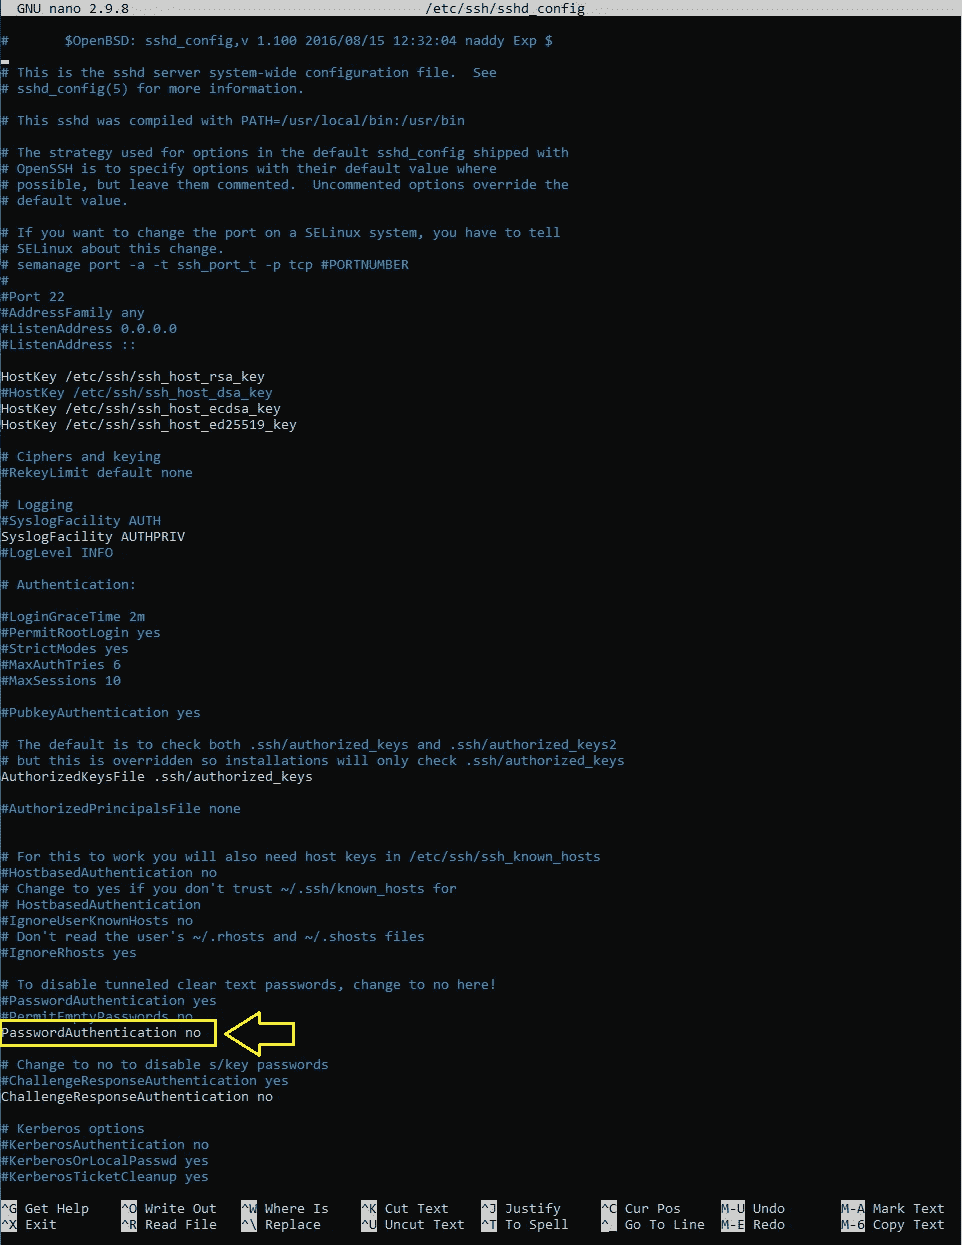 GNU nano 2.9.8 /etc/ssh/sshd_config
# $OpenBSD: sshd_config,v 1.100 2016/08/15 12:32:04 naddy Exp $
# This is the sshd server system-wide configuration file. See
# sshd_config(5) for more information.
# This sshd was compiled with PATH=/usr/local/bin:/usr/bin
# The strategy used for options in the default sshd_config shipped with
# OpenSSH is to specify options with their default value where
# possible, but leave them commented. Uncommented options override the
# default value.
# If you want to change the port on a SELinux system, you have to tell
# SELinux about this change.
# semanage port -a -t ssh_port_t -p tcp #PORTNUMBER
#
#Port 22
#AddressFamily any
#ListenAddress 0.0.0.0
#ListenAddress ::
HostKey /etc/ssh/ssh_host_rsa_key
#HostKey /etc/ssh/ssh_host_dsa_key
HostKey /etc/ssh/ssh_host_ecdsa_key
HostKey /etc/ssh/ssh_host_ed25519_key
# Ciphers and keying
#RekeyLimit default none
# Logging
#SyslogFacility AUTH
SyslogFacility AUTHPRIV
#LogLevel INFO
# Authentication:
#LoginGraceTime 2m
#PermitRootLogin yes
#StrictModes yes
#MaxAuthTries 6
#MaxSessions 10
#PubkeyAuthentication yes
# The default is to check both .ssh/authorized_keys and .ssh/authorized_keys2
# but this is overridden so installations will only check .ssh/authorized_keys
AuthorizedKeysFile .ssh/authorized_keys
#AuthorizedPrincipalsFile none
# For this to work you will also need host keys in /etc/ssh/ssh_known_hosts
#HostbasedAuthentication no
# Change to yes if you don't trust ~/.ssh/known_hosts for
# HostbasedAuthentication
#IgnoreUserKnownHosts no
# Don't read the user's ~/.rhosts and ~/.shosts files
#IgnoreRhosts yes
# To disable tunneled clear text passwords, change to no here!
#PasswordAuthentication yes
#PermitEmptyPasswords no
PasswordAuthentication no
# Change to no to disable s/key passwords
#ChallengeResponseAuthentication yes
ChallengeResponseAuthentication no
# Kerberos options
#KerberosAuthentication no
#KerberosOrLocalPasswd yes
#KerberosTicketCleanup yes
^G Get Help ^O Write Out ^W Where Is ^K Cut Text ^J Justify ^C Cur Pos M-U Undo M-A Mark Text
^X Exit ^R Read File ^\ Replace ^U Uncut Text ^T To Spell ^_ Go To Line M-E Redo M-6 Copy Text